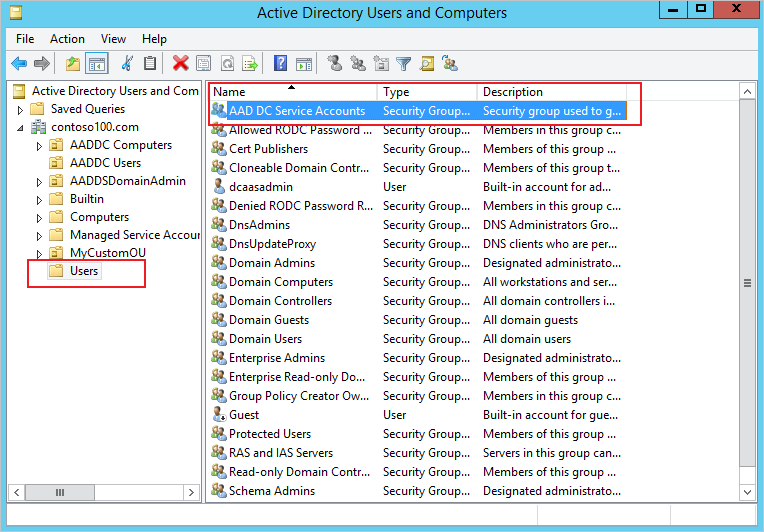 Active Directory Users and Computers
File Action View Help
Active Directory Users and Com
Saved Queries
contoso100.com
AADDC Computers
AADDC Users
AADDSDomainAdmin
Builtin
Computers
Managed Service Accour
MyCustomOU
Users
Name Type Description
AAD DC Service Accounts Security Group... Security group used to g...
Allowed RODC Password ... Security Group... Members in this group c...
Cert Publishers Security Group... Members of this group ...
Cloneable Domain Contr... Security Group... Members of this group t...
dcaasadmin User Built-in account for ad...
Denied RODC Password R... Security Group... Members in this group c...
DnsAdmins Security Group... DNS Administrators Gro...
DnsUpdateProxy Security Group... DNS clients who are per...
Domain Admins Security Group... Designated administrato...
Domain Computers Security Group... All workstations and ser...
Domain Controllers Security Group... All domain controllers i...
Domain Guests Security Group... All domain guests
Domain Users Security Group... All domain users
Enterprise Admins Security Group... Designated administrato...
Enterprise Read-only Do... Security Group... Members of this group ...
Group Policy Creator Ow... Security Group... Members in this group c...
Guest User Built-in account for gue...
Protected Users Security Group... Members of this group ...
RAS and IAS Servers Security Group... Servers in this group can...
Read-only Domain Contr... Security Group... Members of this group ...
Schema Admins Security Group... Designated administrato...